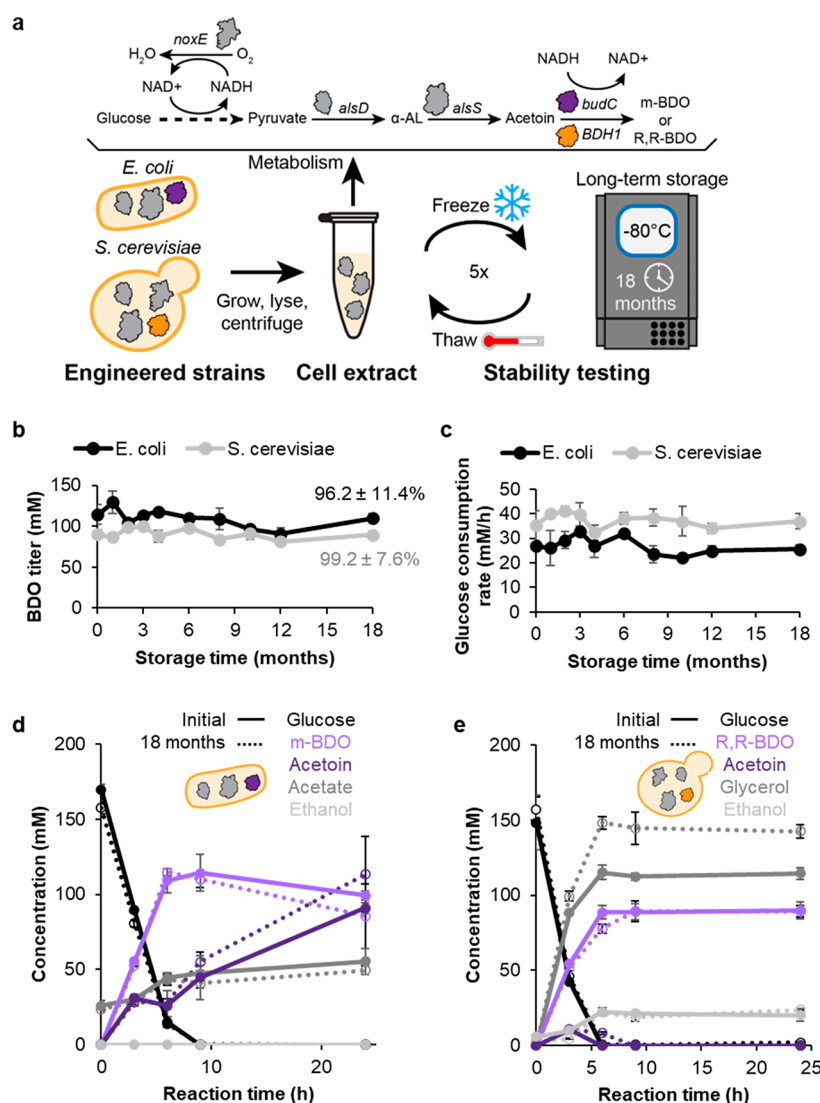 a
noxE
H2O O2
NAD+ NADH
NADH NAD+
Glucose Pyruvate alsD α-AL alsS Acetoin budC BDH1 m-BDO
or
R,R-BDO
Metabolism
E. coli
S. cerevisiae
Grow, lyse,
centrifuge
Freeze
5x
Thaw
Long-term storage
-80°C
18
months
Engineered strains Cell extract Stability testing
b
E. coli S. cerevisiae
BDO titer (mM)
150
100
50
0
96.2 ± 11.4%
99.2 ± 7.6%
0 3 6 9 12 15 18
Storage time (months)
c
E. coli S. cerevisiae
Glucose consumption
rate (mM/h)
50
40
30
20
10
0
0 3 6 9 12 15 18
Storage time (months)
d
Initial Glucose
18 months m-BDO
Acetoin
Acetate
Ethanol
Concentration (mM)
200
150
100
50
0
0 10 20
Reaction time (h)
e
Initial Glucose
18 months R,R-BDO
Acetoin
Glycerol
Ethanol
Concentration (mM)
200
150
100
50
0
0 5 10 15 20 25
Reaction time (h)